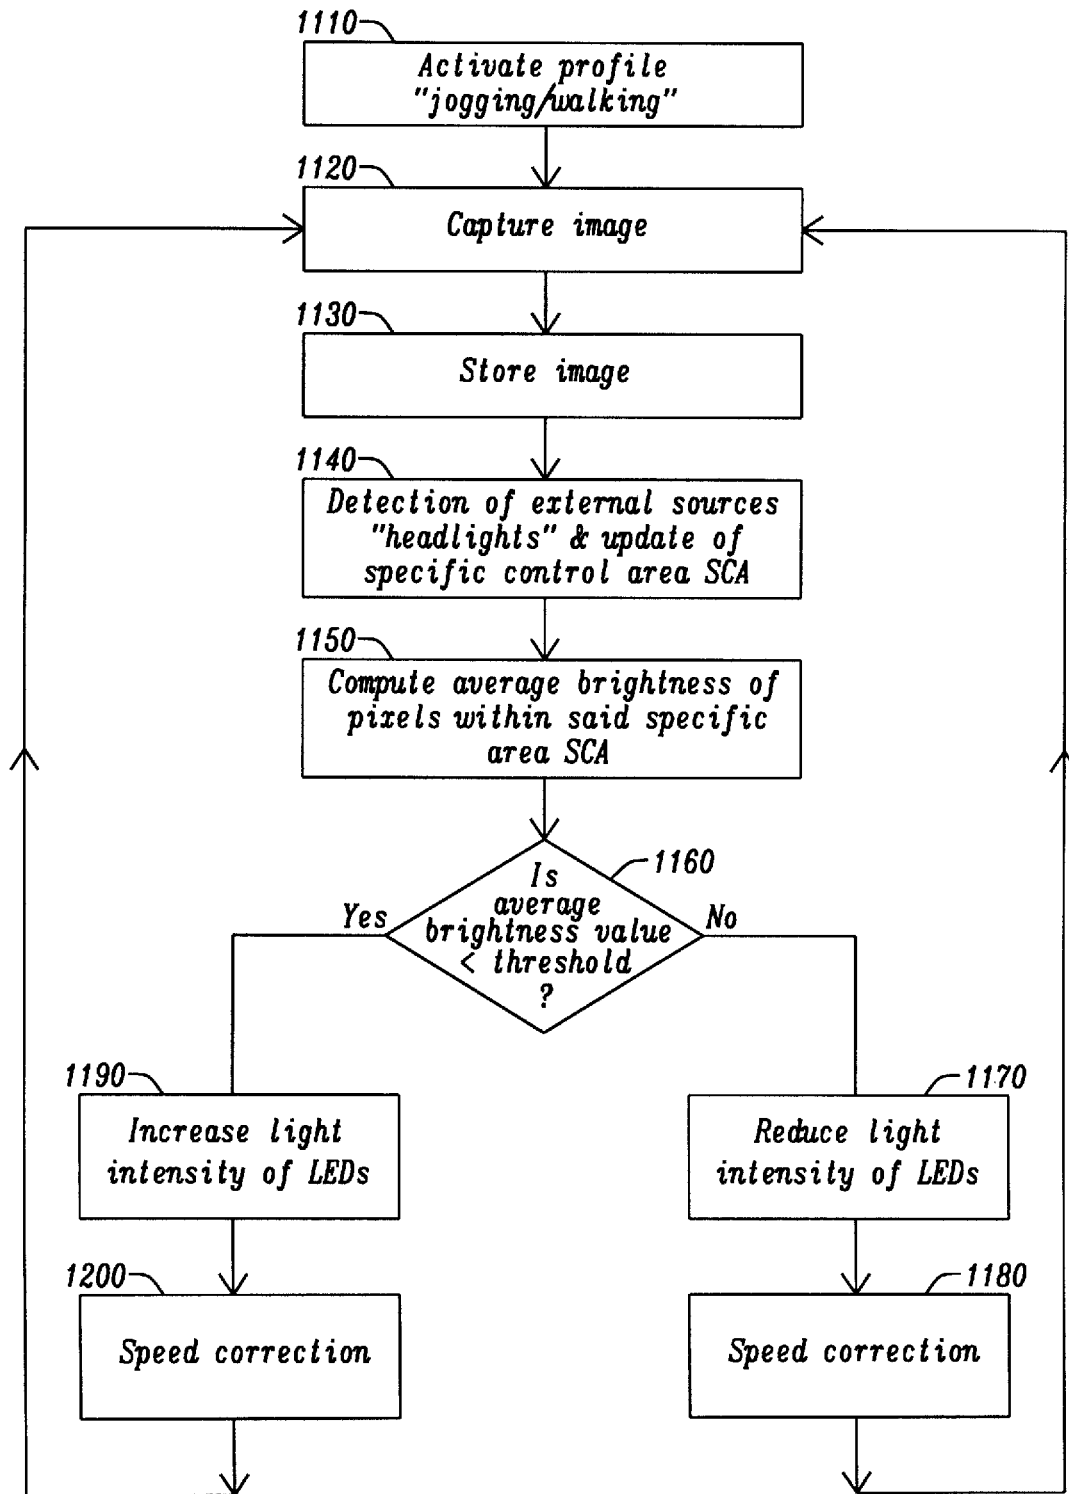 1110
Activate profile
"jogging/walking"
1120
Capture image
1130
Store image
1140
Detection of external sources
"headlights" & update of
specific control area SCA
1150
Compute average brightness of
pixels within said specific
area SCA
1160
Is
average
brightness value
< threshold
?
Yes
No
1190
Increase light
intensity of LEDs
1170
Reduce light
intensity of LEDs
1200
Speed correction
1180
Speed correction